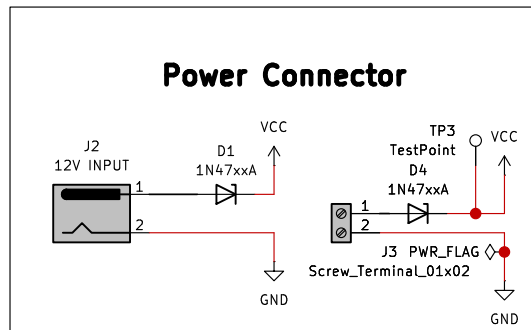 Power Connector
J2
12V INPUT
1
2
D1
1N47xxA
VCC
GND
TP3
TestPoint
D4
1N47xxA
VCC
1
2
J3 PWR_FLAG
Screw_Terminal_01x02
GND